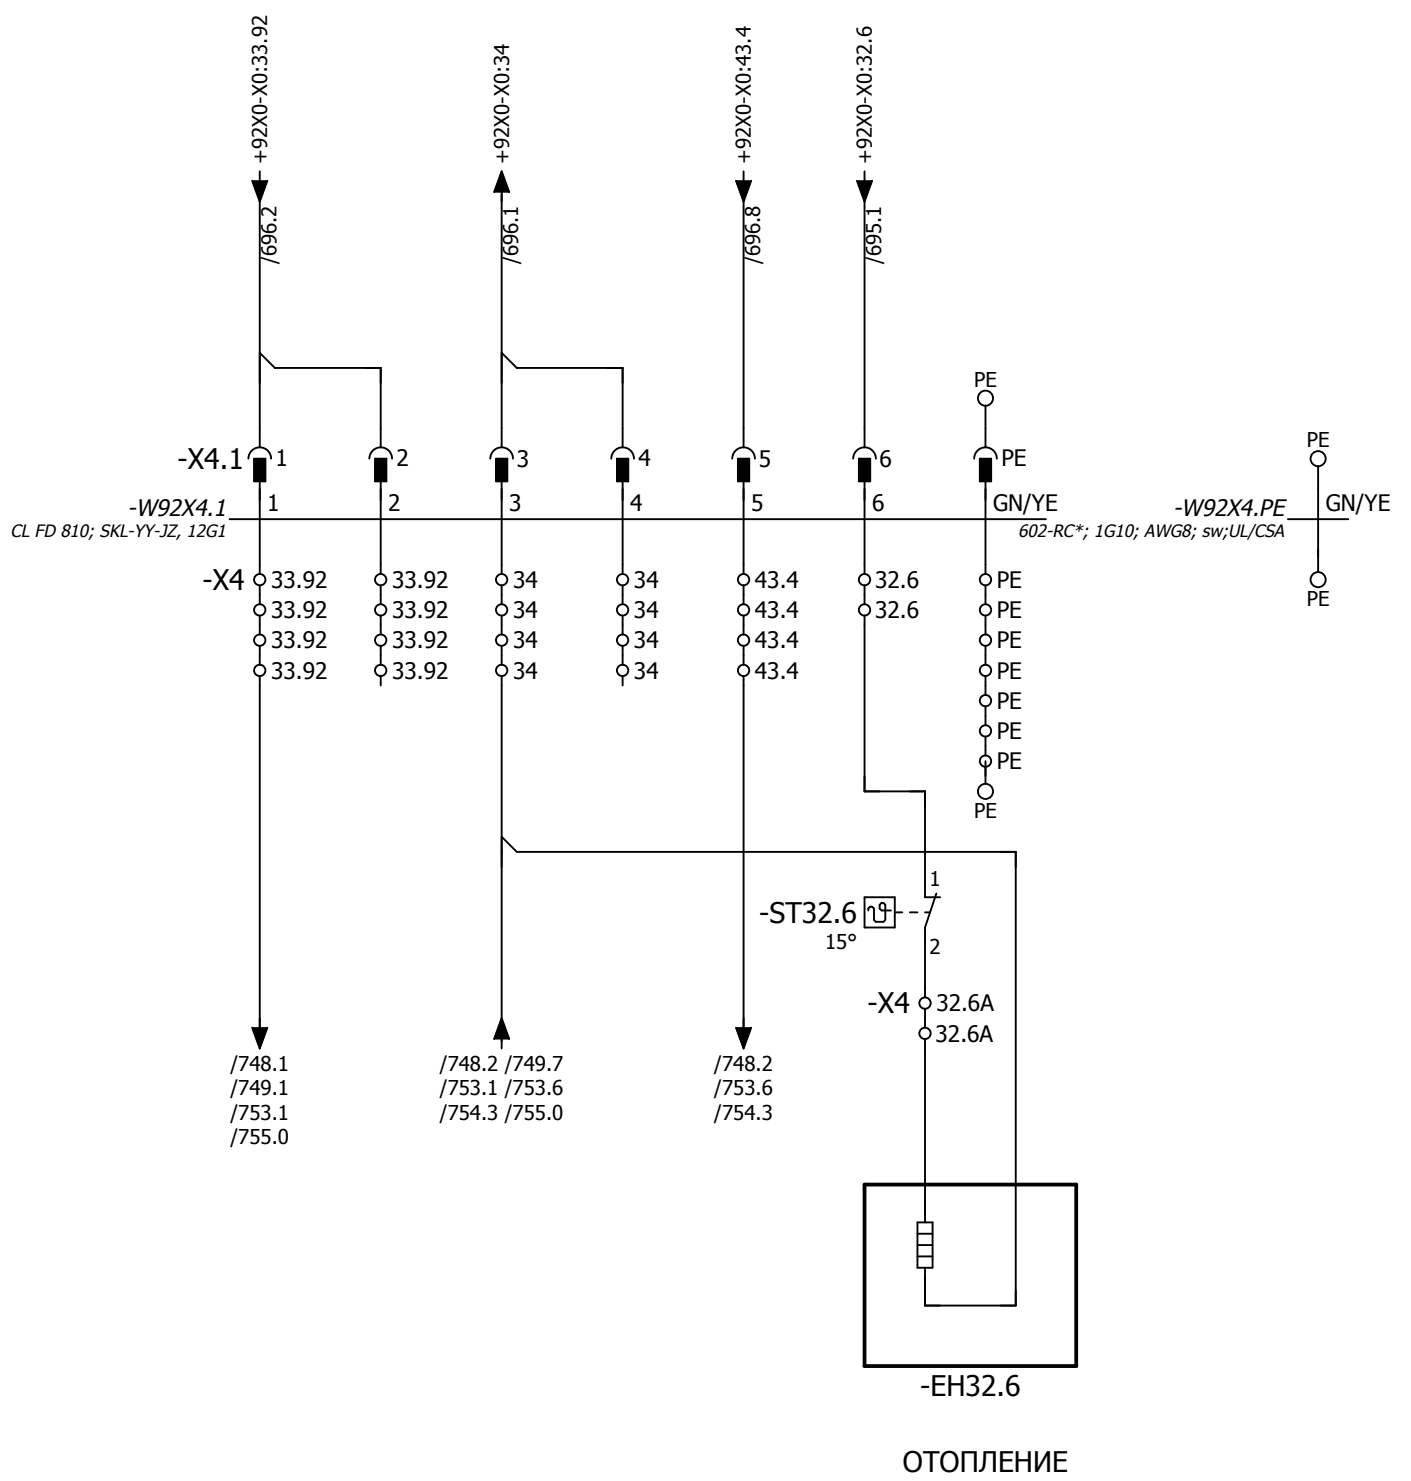 +92X0-X0:33.92
+92X0-X0:34
+92X0-X0:43.4
+92X0-X0:32.6
/696.2
/696.1
/696.8
/695.1
PE
-X4.1 1 2 3 4 5 6 PE
PE
-W92X4.1 1 2 3 4 5 6 GN/YE
CL FD 810; SKL-YY-JZ, 12G1
-W92X4.PE GN/YE
602-RC*; 1G10; AWG8; sw;UL/CSA
-X4 33.92 33.92 34 34 43.4 32.6 PE
PE
33.92 33.92 34 34 43.4 32.6 PE
33.92 33.92 34 34 43.4 PE
33.92 33.92 34 34 43.4 PE
PE
PE
PE
PE
1
-ST32.6
15°
2
-X4 32.6A
32.6A
/748.1 /748.2 /749.7 /748.2
/749.1 /753.1 /753.6 /753.6
/753.1 /754.3 /755.0 /754.3
/755.0
-EH32.6
ОТОПЛЕНИЕ